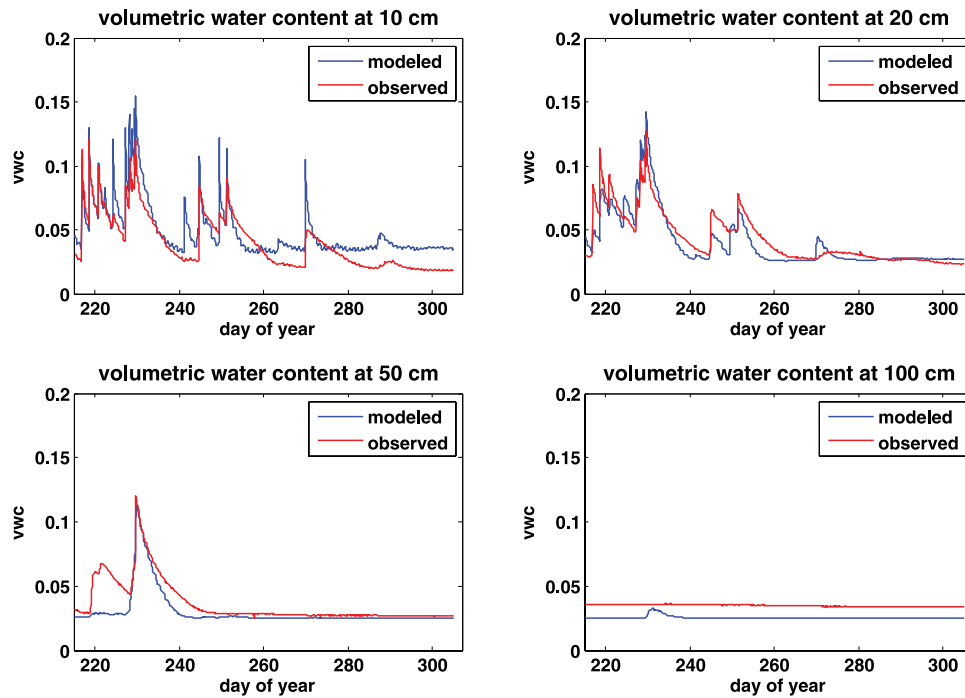 volumetric water content at 10 cm
0.2
0.15
0.1
0.05
0
vwc
modeled
observed
220 240 260 280 300
day of year
volumetric water content at 20 cm
0.2
0.15
0.1
0.05
0
vwc
modeled
observed
220 240 260 280 300
day of year
volumetric water content at 50 cm
0.2
0.15
0.1
0.05
0
vwc
modeled
observed
220 240 260 280 300
day of year
volumetric water content at 100 cm
0.2
0.15
0.1
0.05
0
vwc
modeled
observed
220 240 260 280 300
day of year